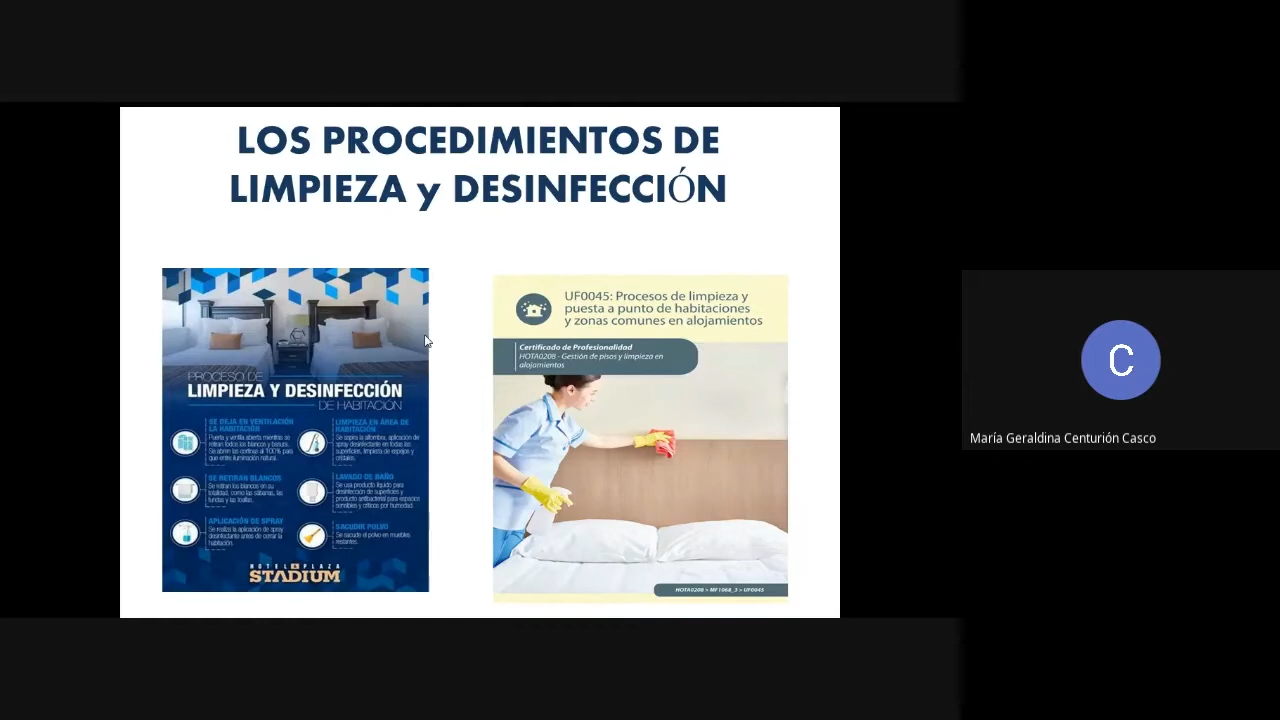 LOS PROCEDIMIENTOS DE
LIMPIEZA y DESINFECCIÓN
PROCESO DE
LIMPIEZA Y DESINFECCIÓN
DE HABITACIÓN
SE DEJA EN VENTILACIÓN
LA HABITACIÓN
Puerta y ventila abierta mientras se
retiran todos los blancos y basura.
Se abren las cortinas al 100% para
que entre iluminación natural.
SE RETIRAN BLANCOS
Se retiran los blancos en su
totalidad, como las sábanas, las
fundas y las toallas.
APLICACIÓN DE SPRAY
Se realiza la aplicación de spray
desinfectante antes de cerrar la
habitación.
LIMPIEZA EN ÁREA DE
HABITACIÓN
Se aspira la alfombra, aplicación de
spray desinfectante en todas las
superficies, limpieza de espejos y
cristales.
LAVADO DE BAÑO
Se usa producto líquido para
desinfección de superficies y
producto antibacterial para espacios
sensibles y críticos por humedad.
SACUDIR POLVO
Se sacude el polvo en muebles
restantes.
HOTEL PLAZA
STADIUM
UF0045: Procesos de limpieza y
puesta a punto de habitaciones
y zonas comunes en alojamientos
Certificado de Profesionalidad
HOTA0208 - Gestión de pisos y limpieza en
alojamientos
HOTA0208 > MF1068_3 > UF0045
C
María Geraldina Centurión Casco